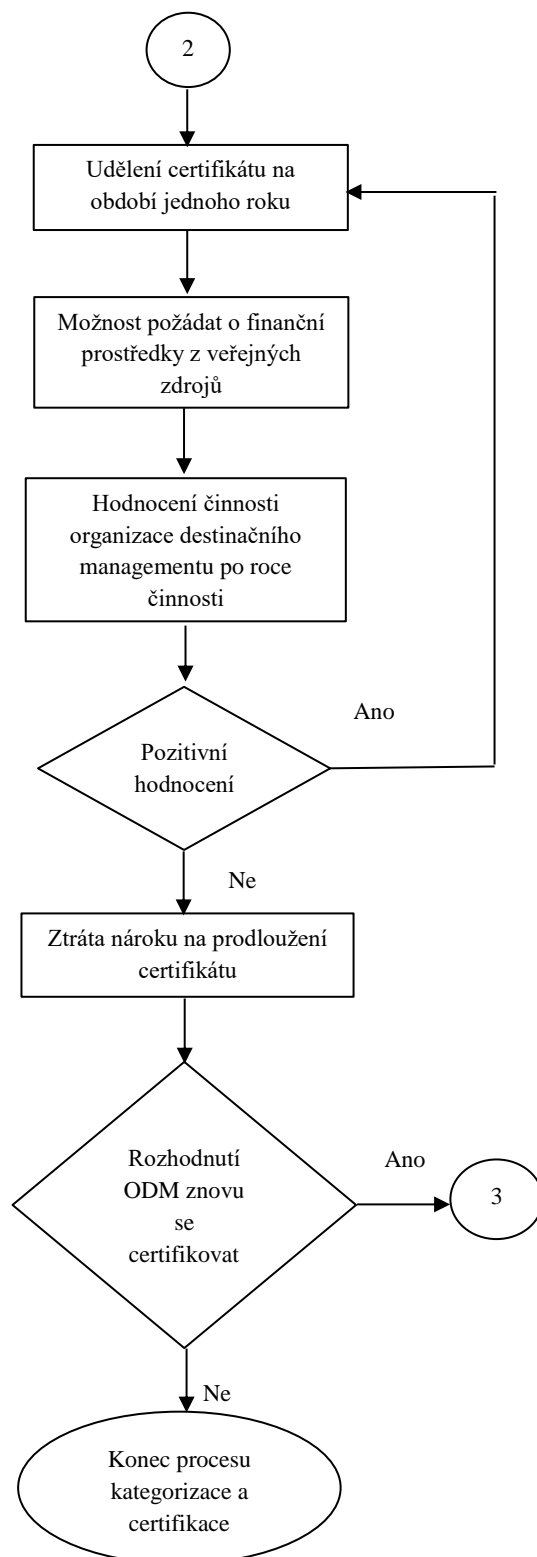 2
Udělení certifikátu na
období jednoho roku
Možnost požádat o finanční
prostředky z veřejných
zdrojů
Hodnocení činnosti
organizace destinačního
managementu po roce
činnosti
Ano
Pozitivní
hodnocení
Ne
Ztráta nároku na prodloužení
certifikátu
Rozhodnutí
ODM znovu
se
certifikovat
Ano
3
Ne
Konec procesu
kategorizace a
certifikace